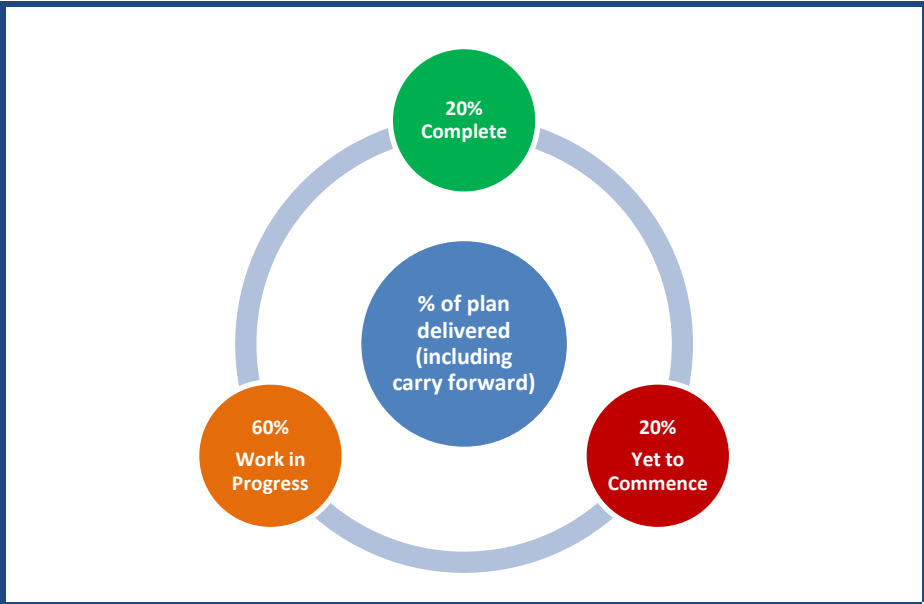 20%
Complete
% of plan
delivered
(including
carry forward)
60%
Work in
Progress
20%
Yet to
Commence